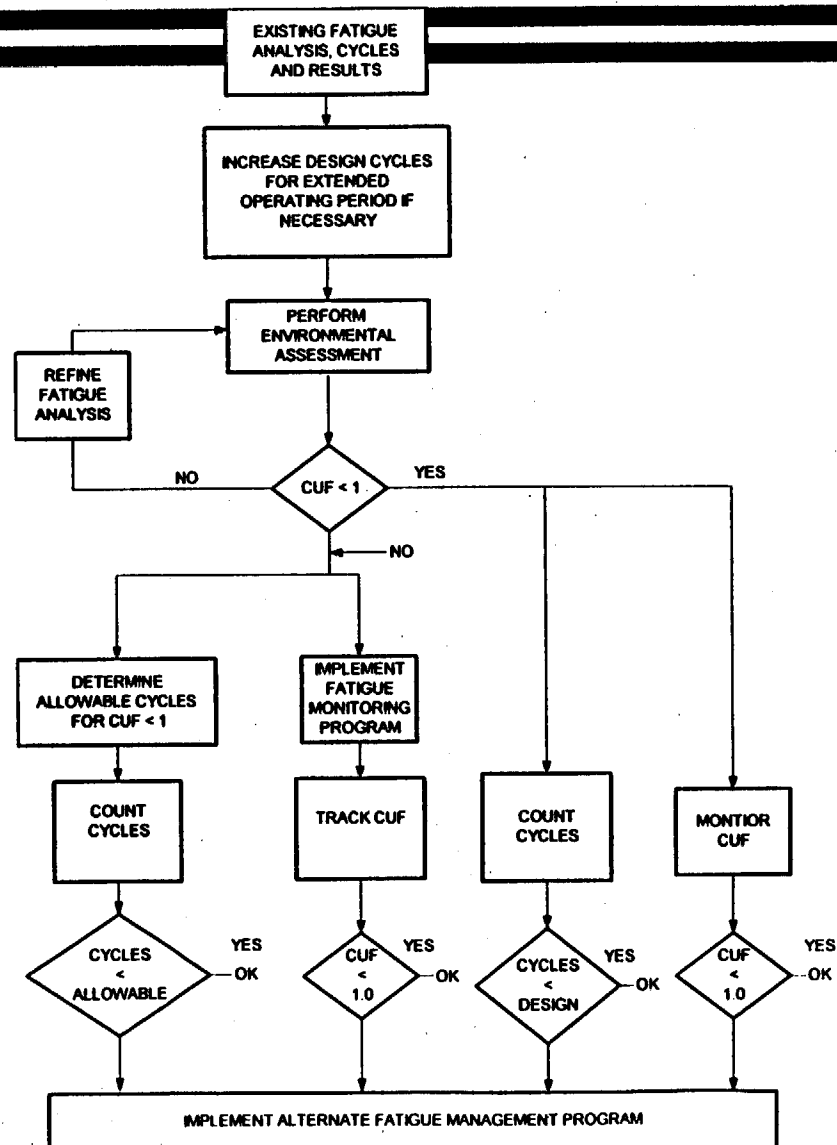 EXISTING FATIGUE
ANALYSIS, CYCLES
AND RESULTS
INCREASE DESIGN CYCLES
FOR EXTENDED
OPERATING PERIOD IF
NECESSARY
PERFORM
ENVIRONMENTAL
ASSESSMENT
REFINE
FATIGUE
ANALYSIS
NO
CUF < 1
YES
NO
DETERMINE
ALLOWABLE CYCLES
FOR CUF < 1
IMPLEMENT
FATIGUE
MONITORING
PROGRAM
COUNT
CYCLES
TRACK CUF
COUNT
CYCLES
MONTIOR
CUF
CYCLES
<
ALLOWABLE
YES
OK
CUF
<
1.0
YES
OK
CYCLES
<
DESIGN
YES
OK
CUF
<
1.0
YES
OK
IMPLEMENT ALTERNATE FATIGUE MANAGEMENT PROGRAM